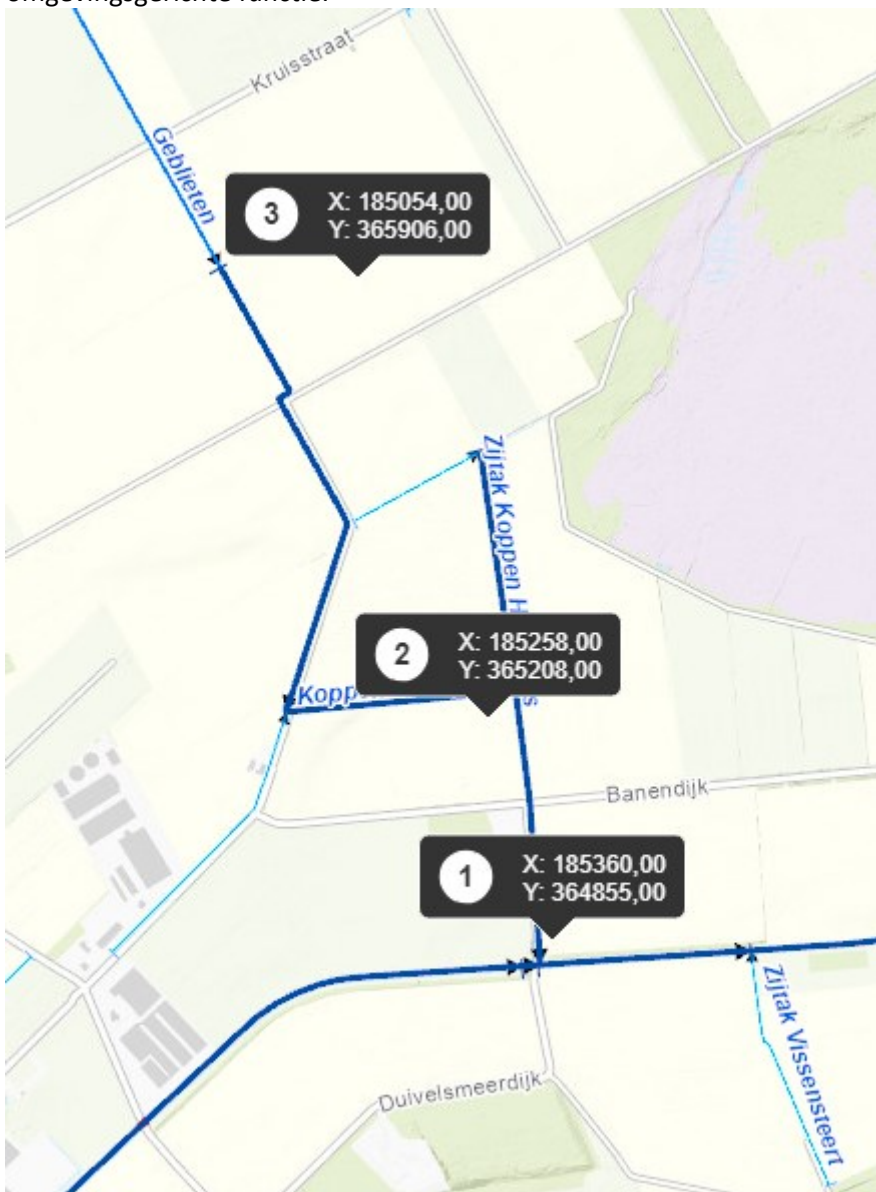 omgevingsgerichte functie.
Kruisstraat
Geblieten
3
X: 185054,00
Y: 365906,00
Zijtak Koppen H
s
2
X: 185258,00
Y: 365208,00
Kopp
Banendijk
1
X: 185360,00
Y: 364855,00
Zijtak Vissensteert
Duivelsmeerdijk